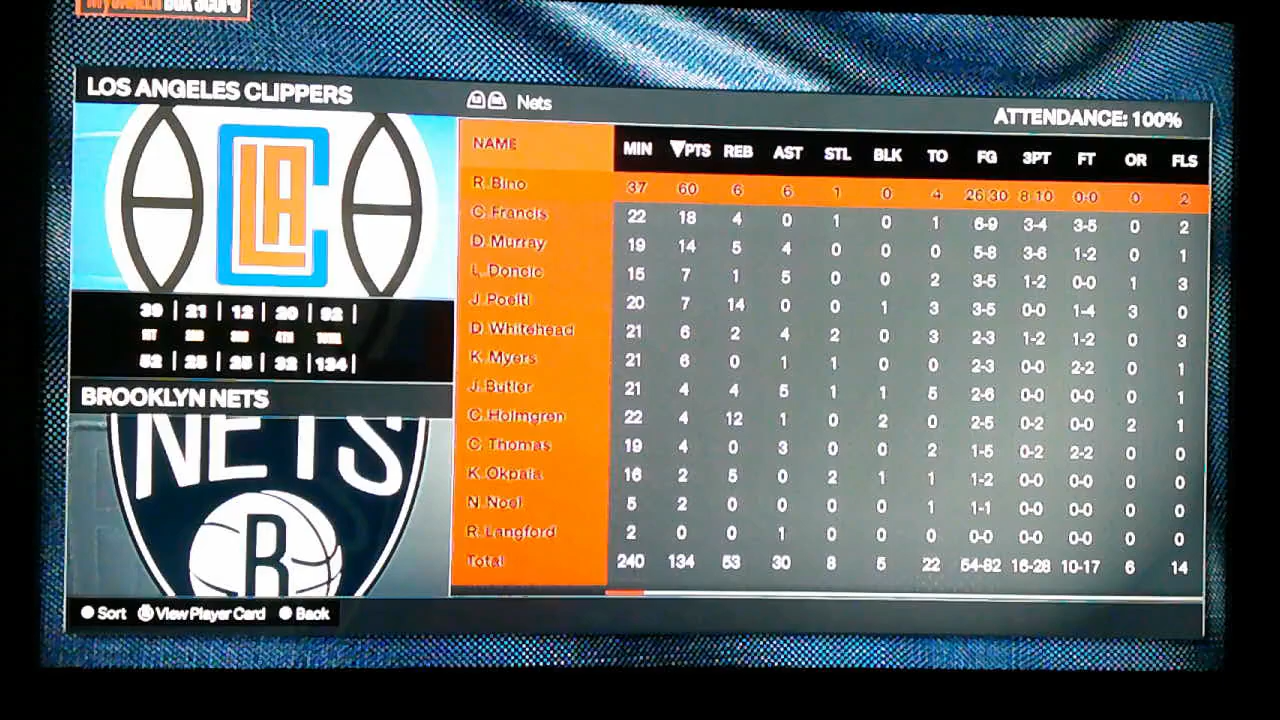 MyCAREER BOX SCORE
LOS ANGELES CLIPPERS
Nets
ATTENDANCE: 100%
LAC
NAME MIN PTS REB AST STL BLK TO FG 3PT FT OR FLS
R. Bino 37 60 6 6 1 0 4 26-30 8-10 0-0 0 2
C. Francis 22 18 4 0 1 0 1 6-9 3-4 3-5 0 2
D. Murray 19 14 5 4 0 0 0 5-8 3-6 1-2 0 1
L. Doncic 15 7 1 5 0 0 2 3-5 1-2 0-0 1 3
J. Poeltl 20 7 14 0 0 1 3 3-5 0-0 1-4 3 0
D. Whitehead 21 6 2 4 2 0 3 2-3 1-2 1-2 0 3
K. Myers 21 6 0 1 1 0 0 2-3 0-0 2-2 0 1
J. Butler 21 4 4 5 1 1 5 2-6 0-0 0-0 0 1
C. Holmgren 22 4 12 1 0 2 0 2-5 0-2 0-0 2 1
C. Thomas 19 4 0 3 0 0 2 1-5 0-2 2-2 0 0
K. Okpala 16 2 5 0 2 1 1 1-2 0-0 0-0 0 0
N. Noel 5 2 0 0 0 0 1 1-1 0-0 0-0 0 0
R. Langford 2 0 0 1 0 0 0 0-0 0-0 0-0 0 0
Total 240 134 53 30 8 5 22 54-82 16-28 10-17 6 14
39 21 12 20 92
1ST 2ND 3RD 4TH TOTAL
52 25 25 32 134
BROOKLYN NETS
NETS
B
Sort View Player Card Back